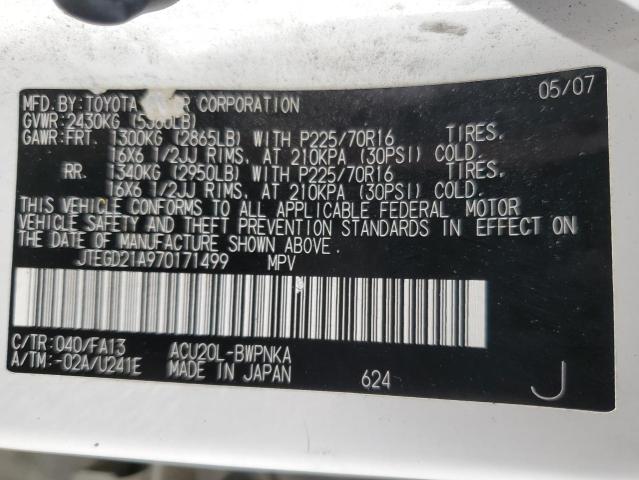 05/07
MFD. BY: TOYOTA CORPORATION
GVWR: 2430KG
GAWR: FRT. 1300KG (2865LB) WITH P225/70R16 TIRES.
16X6 1/2JJ RIMS, AT 210KPA (30PSI) COLD.
RR. 1340KG (2950LB) WITH P225/70R16 TIRES.
16X6 1/2JJ RIMS, AT 210KPA (30PSI) COLD.
THIS VEHICLE CONFORMS TO ALL APPLICABLE FEDERAL MOTOR
VEHICLE SAFETY AND THEFT PREVENTION STANDARDS IN EFFECT ON
THE DATE OF MANUFACTURE SHOWN ABOVE.
JTEGD21A970171499 MPV
C/TR: 040/FA13 ACU20L-BWPNKA
A/TM: -02A/U241E MADE IN JAPAN
624 J